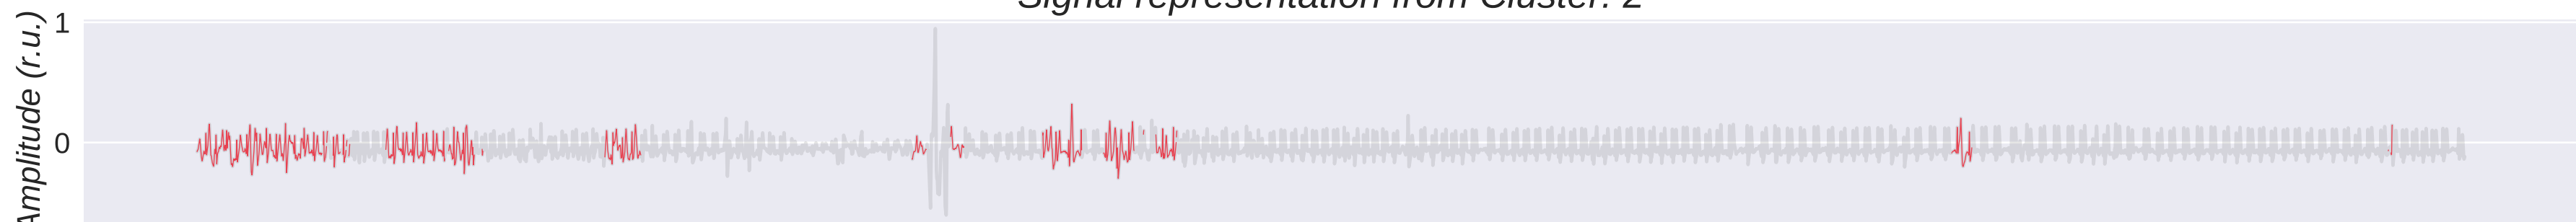 Signal representation from Cluster: 2
Amplitude (r.u.)
1
0